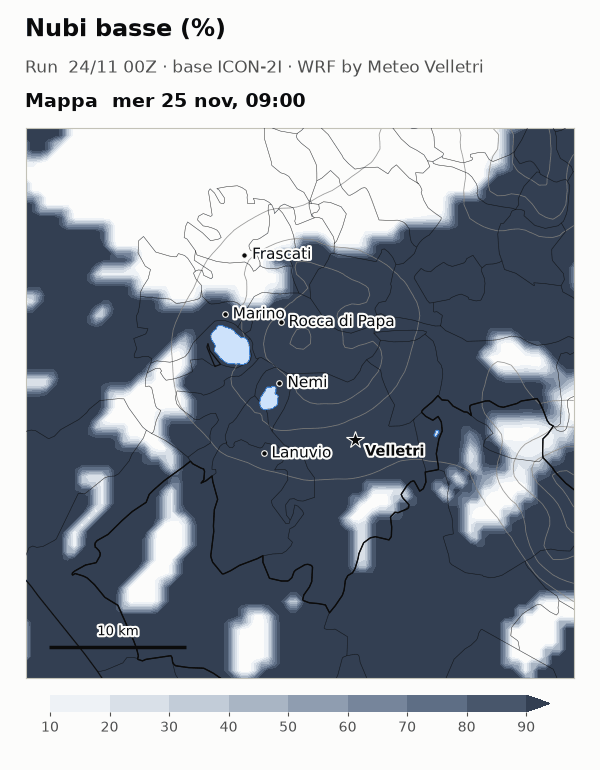 Nubi basse (%)
Run  24/11 00Z · base ICON-2I · WRF by Meteo Velletri
Mappa  mer 25 nov, 09:00
Frascati
Marino
Rocca di Papa
Nemi
Velletri
Lanuvio
10 km
10 20 30 40 50 60 70 80 90